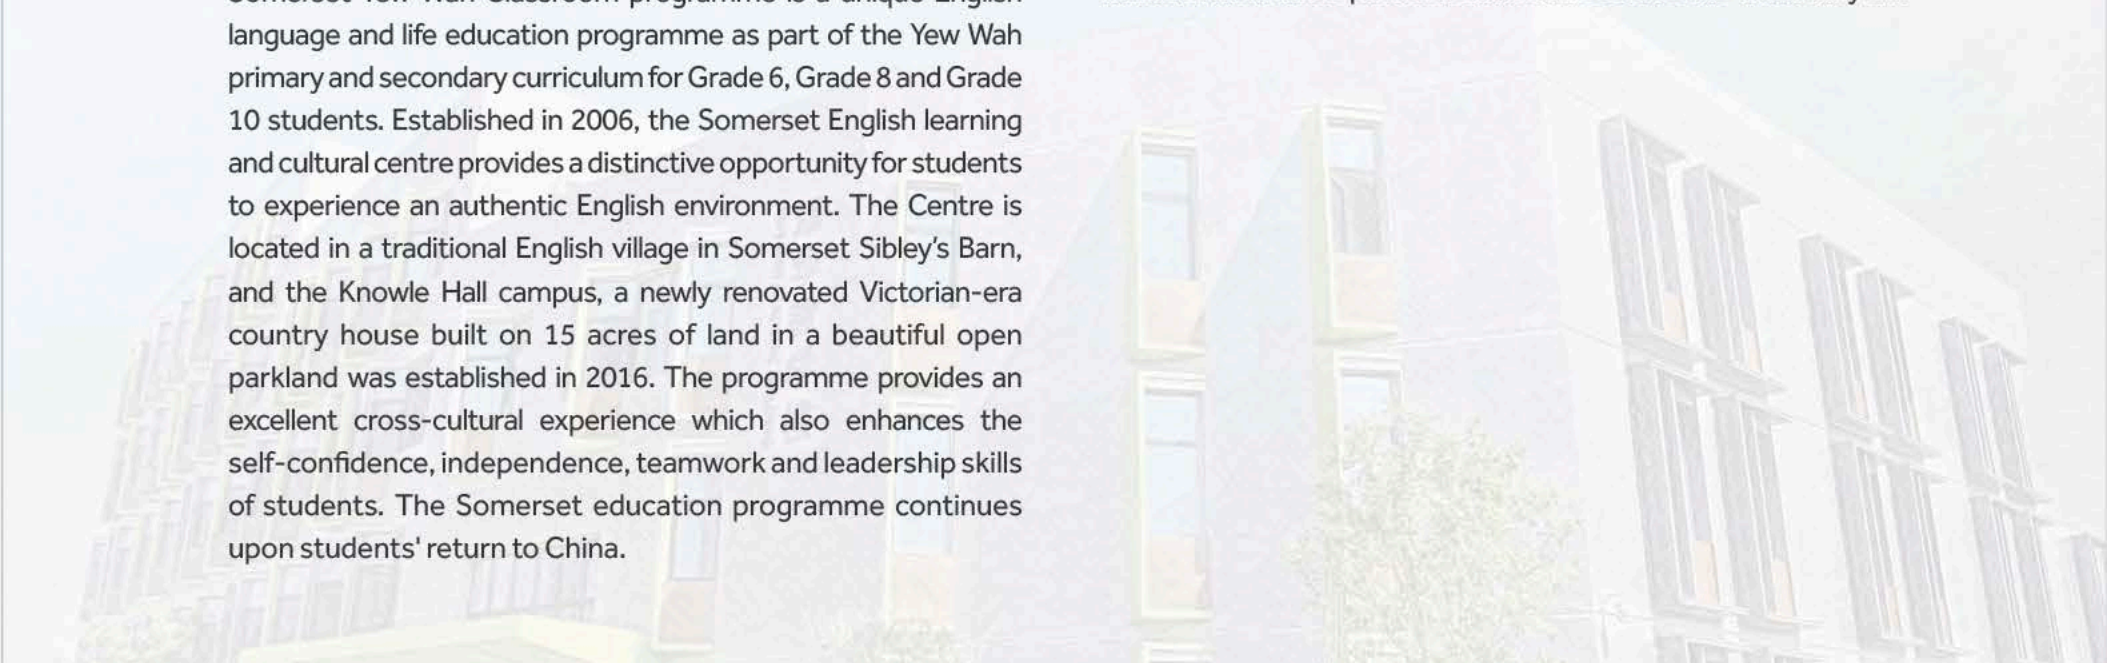 language and life education programme as part of the Yew Wah
primary and secondary curriculum for Grade 6, Grade 8 and Grade
10 students. Established in 2006, the Somerset English learning
and cultural centre provides a distinctive opportunity for students
to experience an authentic English environment. The Centre is
located in a traditional English village in Somerset Sibley's Barn,
and the Knowle Hall campus, a newly renovated Victorian-era
country house built on 15 acres of land in a beautiful open
parkland was established in 2016. The programme provides an
excellent cross-cultural experience which also enhances the
self-confidence, independence, teamwork and leadership skills
of students. The Somerset education programme continues
upon students' return to China.